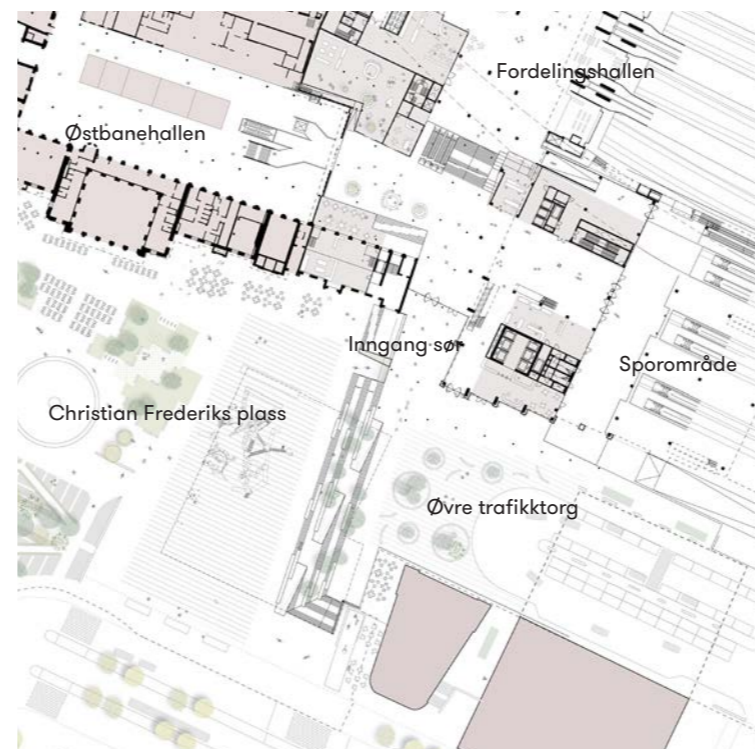 Fordelingshallen
Østbanehallen
Inngang sør
Sporområde
Christian Frederiks plass
Øvre trafikktorg